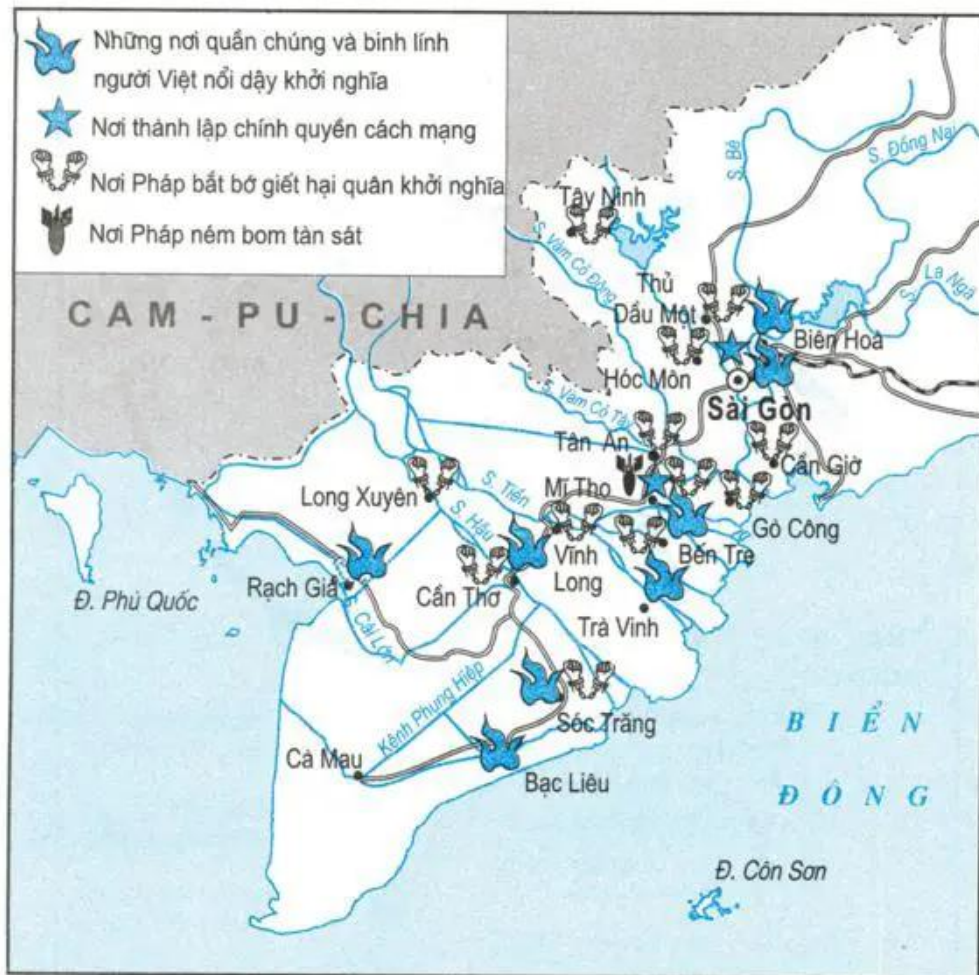 Những nơi quần chúng và binh lính
người Việt nổi dậy khởi nghĩa
Nơi thành lập chính quyền cách mạng
Nơi Pháp bắt bớ giết hại quân khởi nghĩa
Nơi Pháp ném bom tàn sát
CAM - PU - CHIA
Tây Ninh
S. Bé
S. Đồng Nai
S. La Ngà
S. Vàm Cỏ Đông
Thủ
Dầu Một
Biên Hoà
Hóc Môn
Sài Gòn
S. Vàm Cỏ Tây
Tân An
Cần Giờ
Long Xuyên
S. Tiền
Mĩ Tho
Gò Công
S. Hậu
Vĩnh
Long
Bến Tre
Rạch Giá
Cần Thơ
Đ. Phú Quốc
S. Cái Lớn
Trà Vinh
Kênh Phụng Hiệp
Sóc Trăng
Cà Mau
Bạc Liêu
BIỂN
ĐÔNG
Đ. Côn Sơn